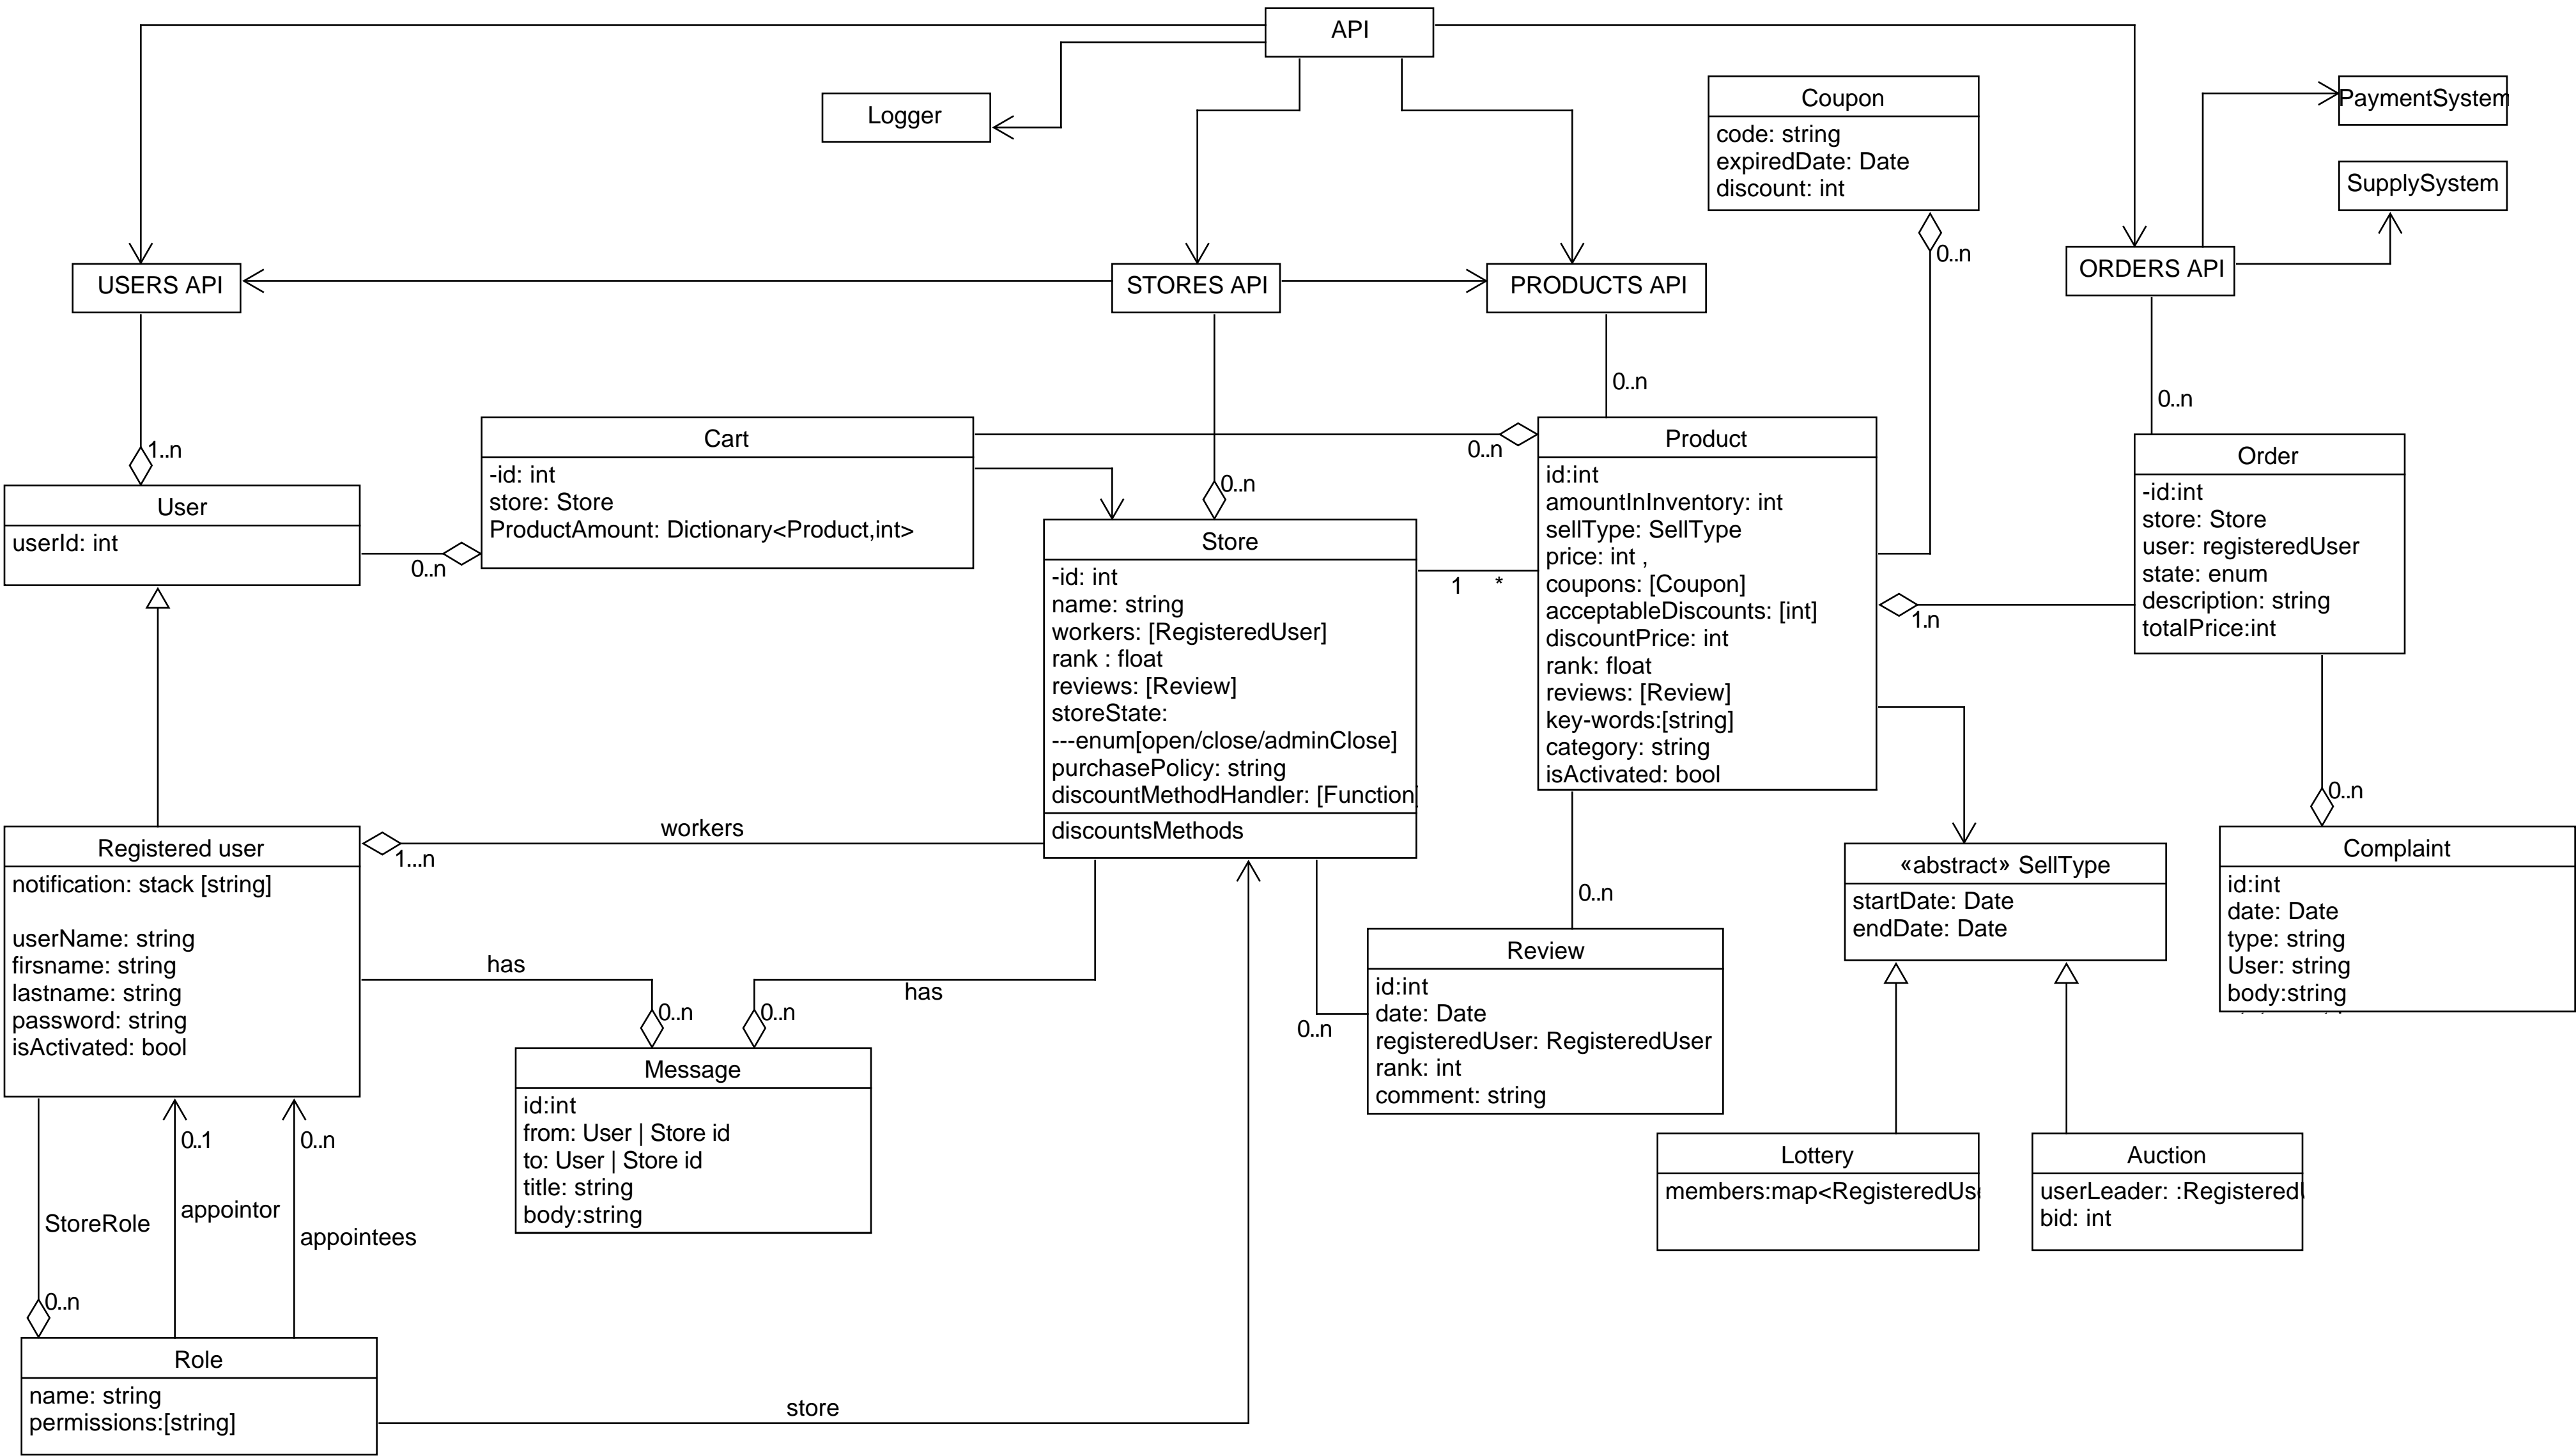 API
Logger
Coupon
code: string
expiredDate: Date
discount: int
0..n
PaymentSystem
SupplySystem
USERS API
STORES API
PRODUCTS API
ORDERS API
1..n
0..n
0..n
0..n
0..n
User
userId: int
0..n
Cart
-id: int
store: Store
ProductAmount: Dictionary<Product,int>
Store
-id: int
name: string
workers: [RegisteredUser]
rank : float
reviews: [Review]
storeState:
---enum[open/close/adminClose]
purchasePolicy: string
discountMethodHandler: [Function]
discountsMethods
1 *
Product
id:int
amountInInventory: int
sellType: SellType
price: int ,
coupons: [Coupon]
acceptableDiscounts: [int]
discountPrice: int
rank: float
reviews: [Review]
key-words:[string]
category: string
isActivated: bool
1.n
Order
-id:int
store: Store
user: registeredUser
state: enum
description: string
totalPrice:int
0..n
Registered user
notification: stack [string]
userName: string
firsname: string
lastname: string
password: string
isActivated: bool
workers
1...n
has
0..n
has
0..n
0..n
0..n
Message
id:int
from: User | Store id
to: User | Store id
title: string
body:string
Review
id:int
date: Date
registeredUser: RegisteredUser
rank: int
comment: string
«abstract» SellType
startDate: Date
endDate: Date
Complaint
id:int
date: Date
type: string
User: string
body:string
Lottery
members:map<RegisteredUs
Auction
userLeader: :Registered
bid: int
0..1
0..n
StoreRole
appointor
appointees
0..n
Role
name: string
permissions:[string]
store